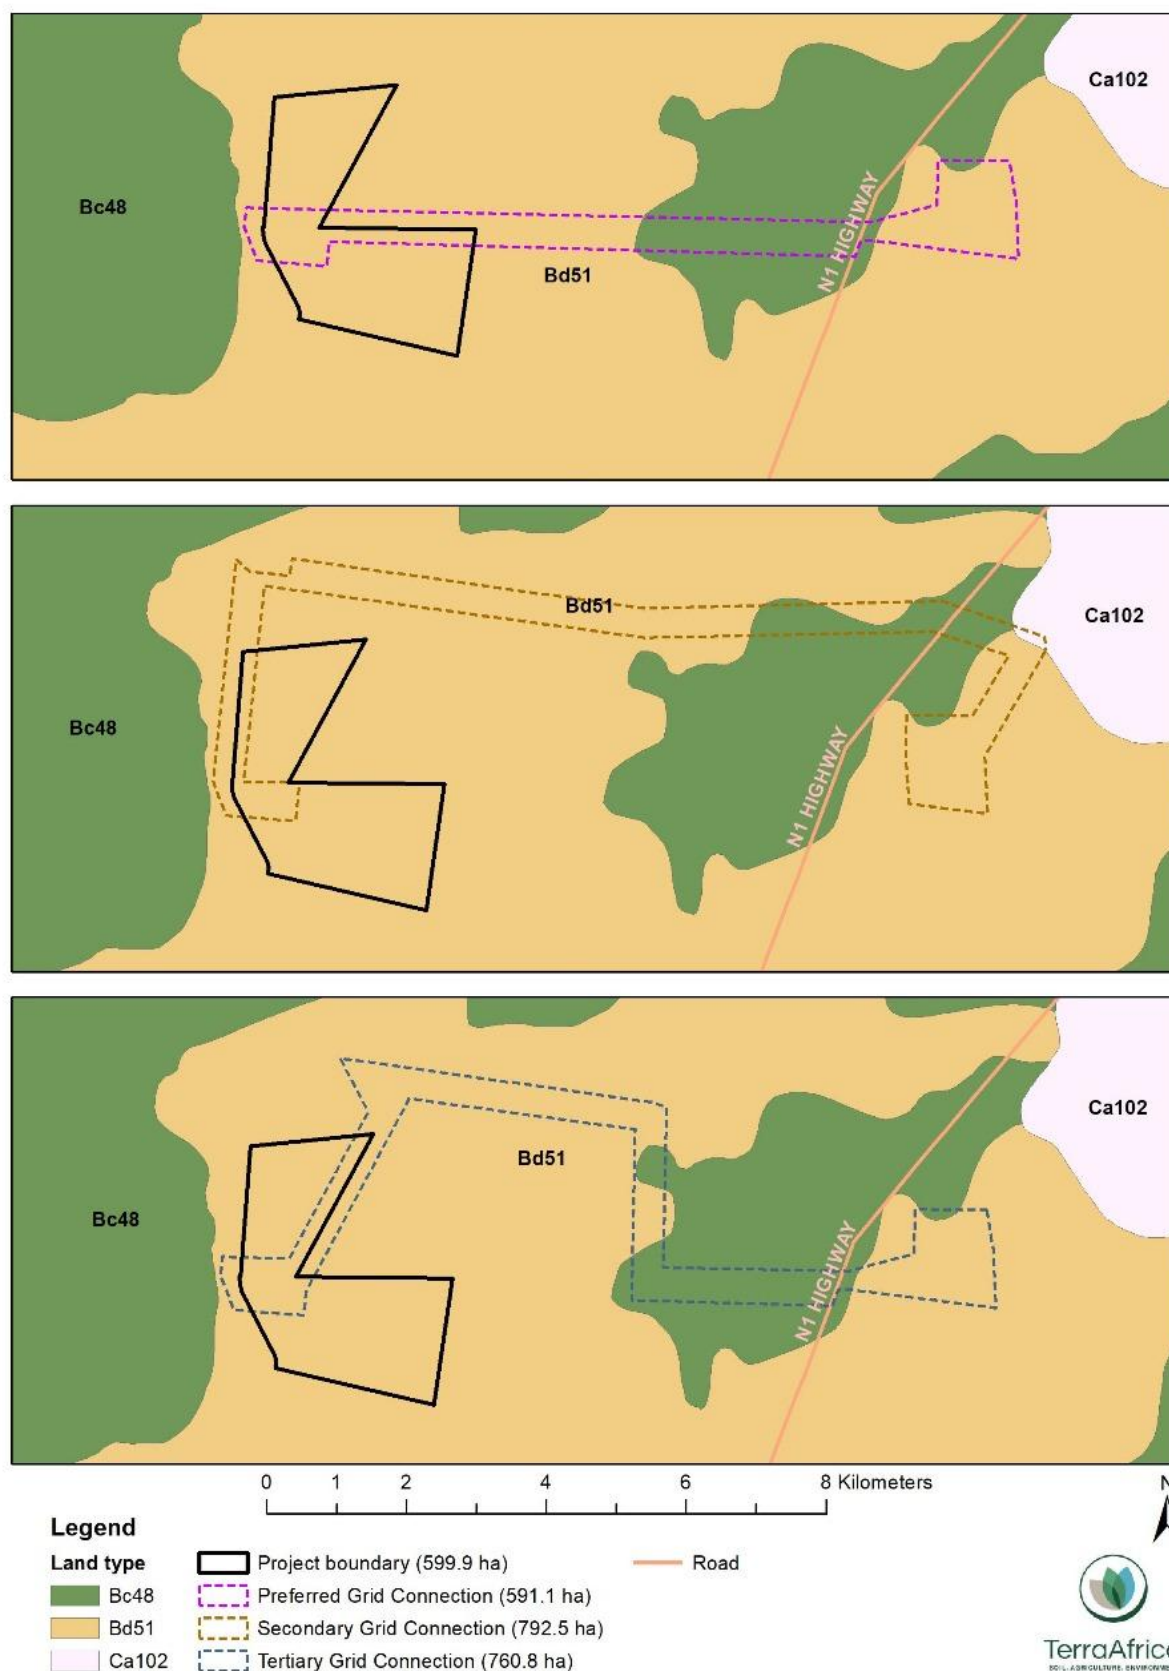 Ca102
Bc48
N1 HIGHWAY
Bd51
Bd51
Ca102
Bc48
N1 HIGHWAY
Ca102
Bd51
Bc48
N1 HIGHWAY
0 1 2 4 6 8 Kilometers
N
Legend
Land type
Bc48
Bd51
Ca102
Project boundary (599.9 ha)
Preferred Grid Connection (591.1 ha)
Secondary Grid Connection (792.5 ha)
Tertiary Grid Connection (760.8 ha)
Road
TerraAfrica